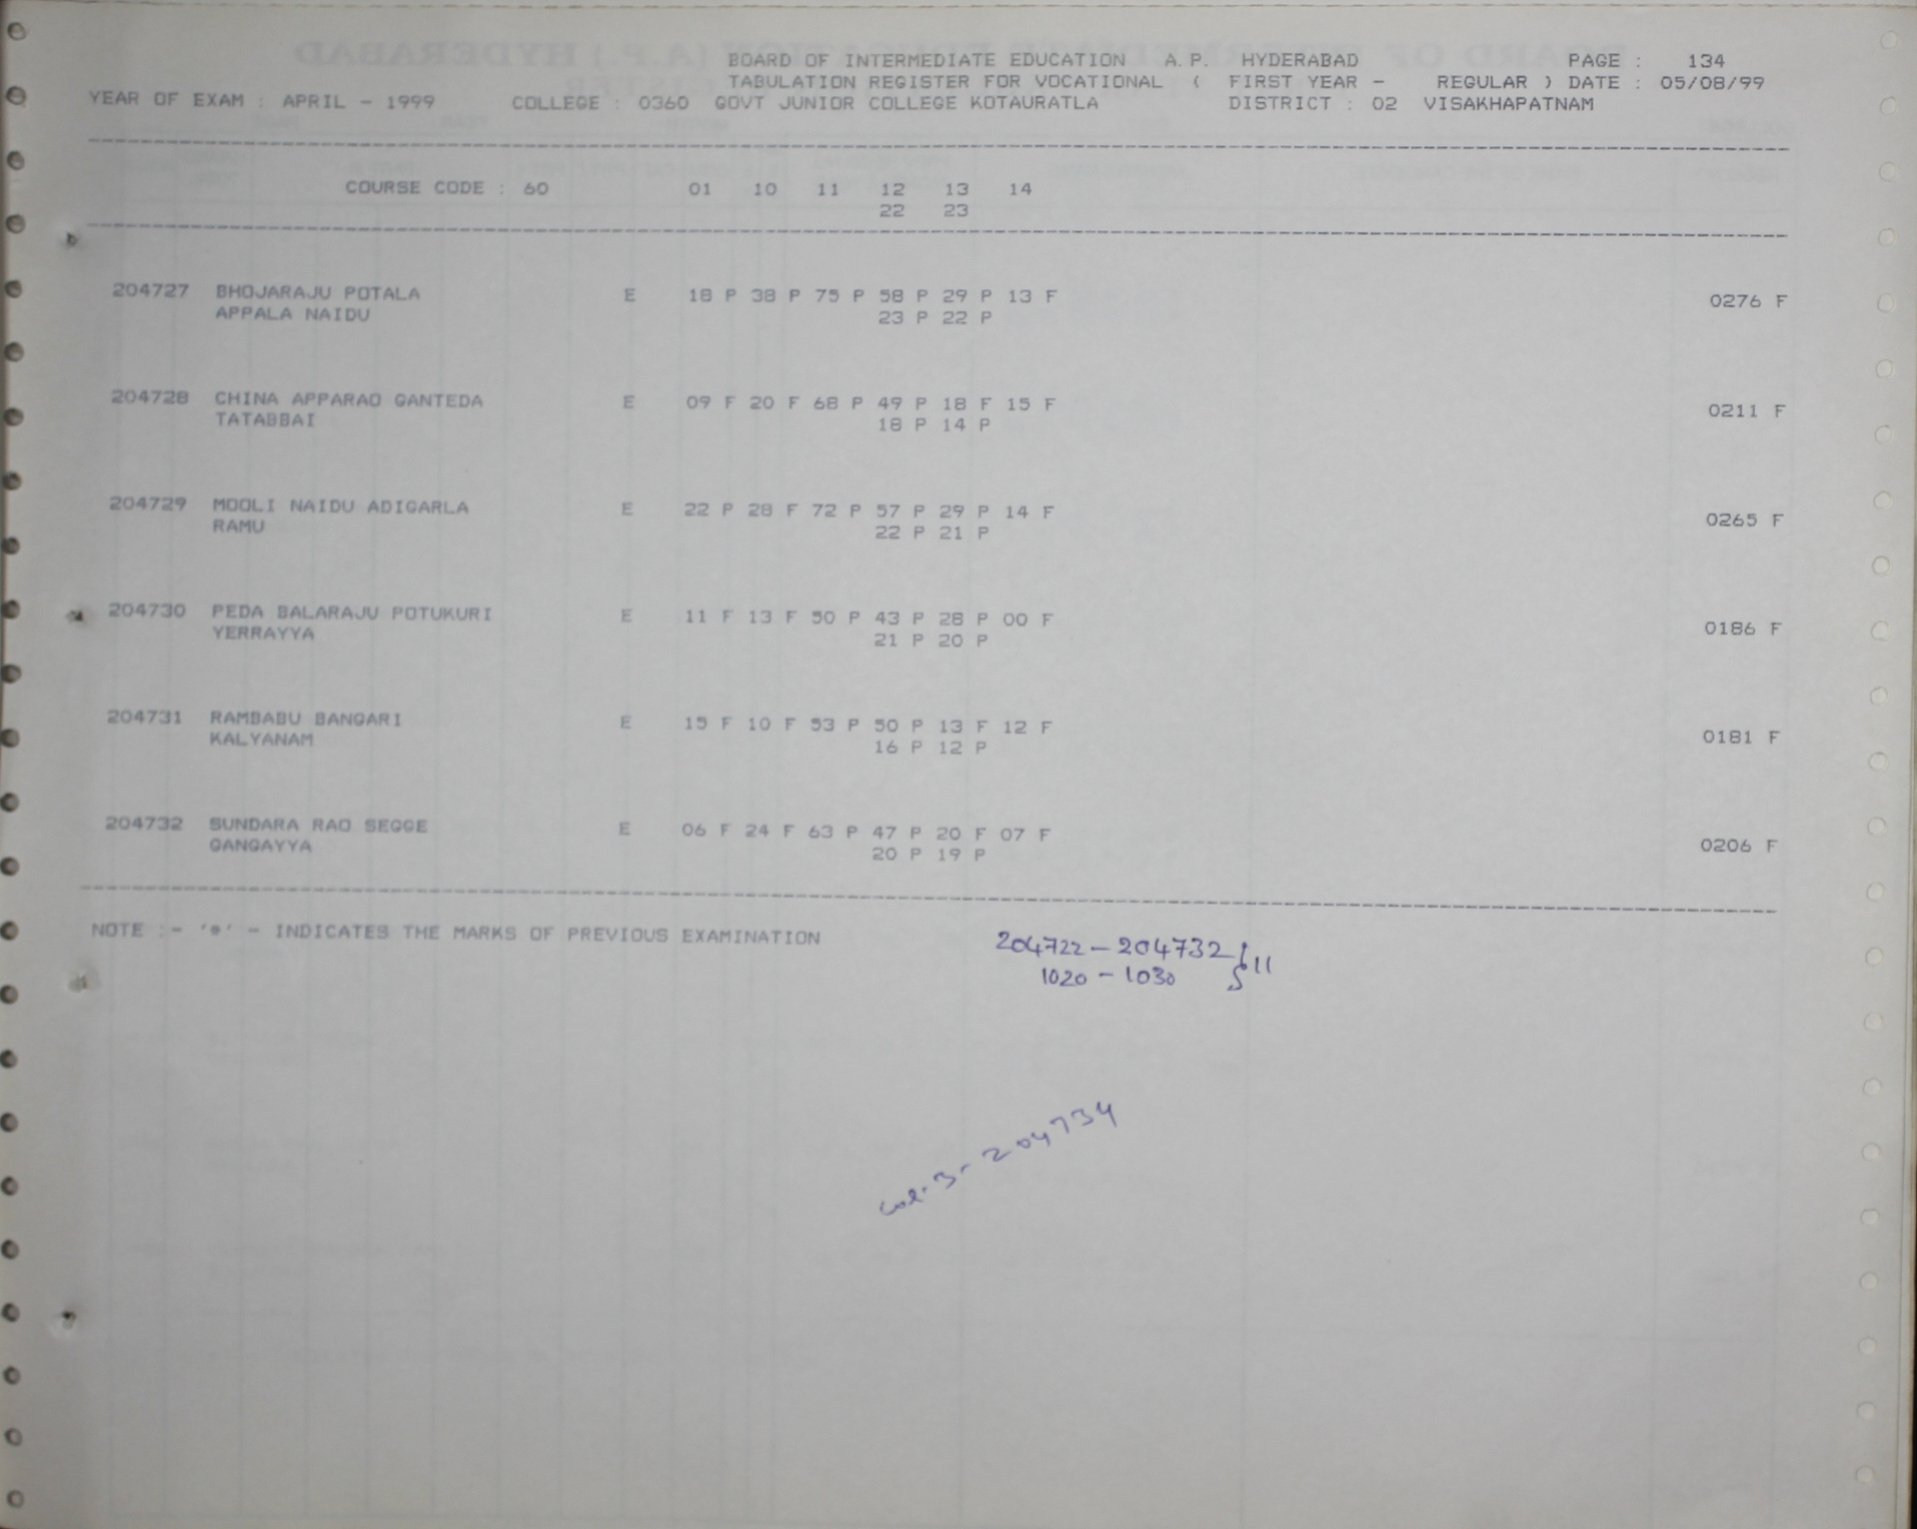 BOARD OF INTERMEDIATE EDUCATION A.P. HYDERABAD PAGE : 134
TABULATION REGISTER FOR VOCATIONAL ( FIRST YEAR - REGULAR ) DATE : 05/08/99
YEAR OF EXAM : APRIL - 1999 COLLEGE : 0360 GOVT JUNIOR COLLEGE KOTAURATLA DISTRICT : 02 VISAKHAPATNAM
COURSE CODE : 60 01 10 11 12 13 14
22 23
204727 BHOJARAJU POTALA E 18 P 38 P 75 P 58 P 29 P 13 F 0276 F
APPALA NAIDU 23 P 22 P
204728 CHINA APPARAO GANTEDA E 09 F 20 F 68 P 49 P 18 F 15 F 0211 F
TATABBAI 18 P 14 P
204729 MOOLI NAIDU ADIGARLA E 22 P 28 F 72 P 57 P 29 P 14 F 0265 F
RAMU 22 P 21 P
204730 PEDA BALARAJU POTUKURI E 11 F 13 F 50 P 43 P 28 P 00 F 0186 F
YERRAYYA 21 P 20 P
204731 RAMBABU BANGARI E 15 F 10 F 53 P 50 P 13 F 12 F 0181 F
KALYANAM 16 P 12 P
204732 SUNDARA RAO SEGGE E 06 F 24 F 63 P 47 P 20 F 07 F 0206 F
GANGAYYA 20 P 19 P
NOTE :- '*' - INDICATES THE MARKS OF PREVIOUS EXAMINATION
204722 - 204732 } 11
1020 - 1030
3 - 204734